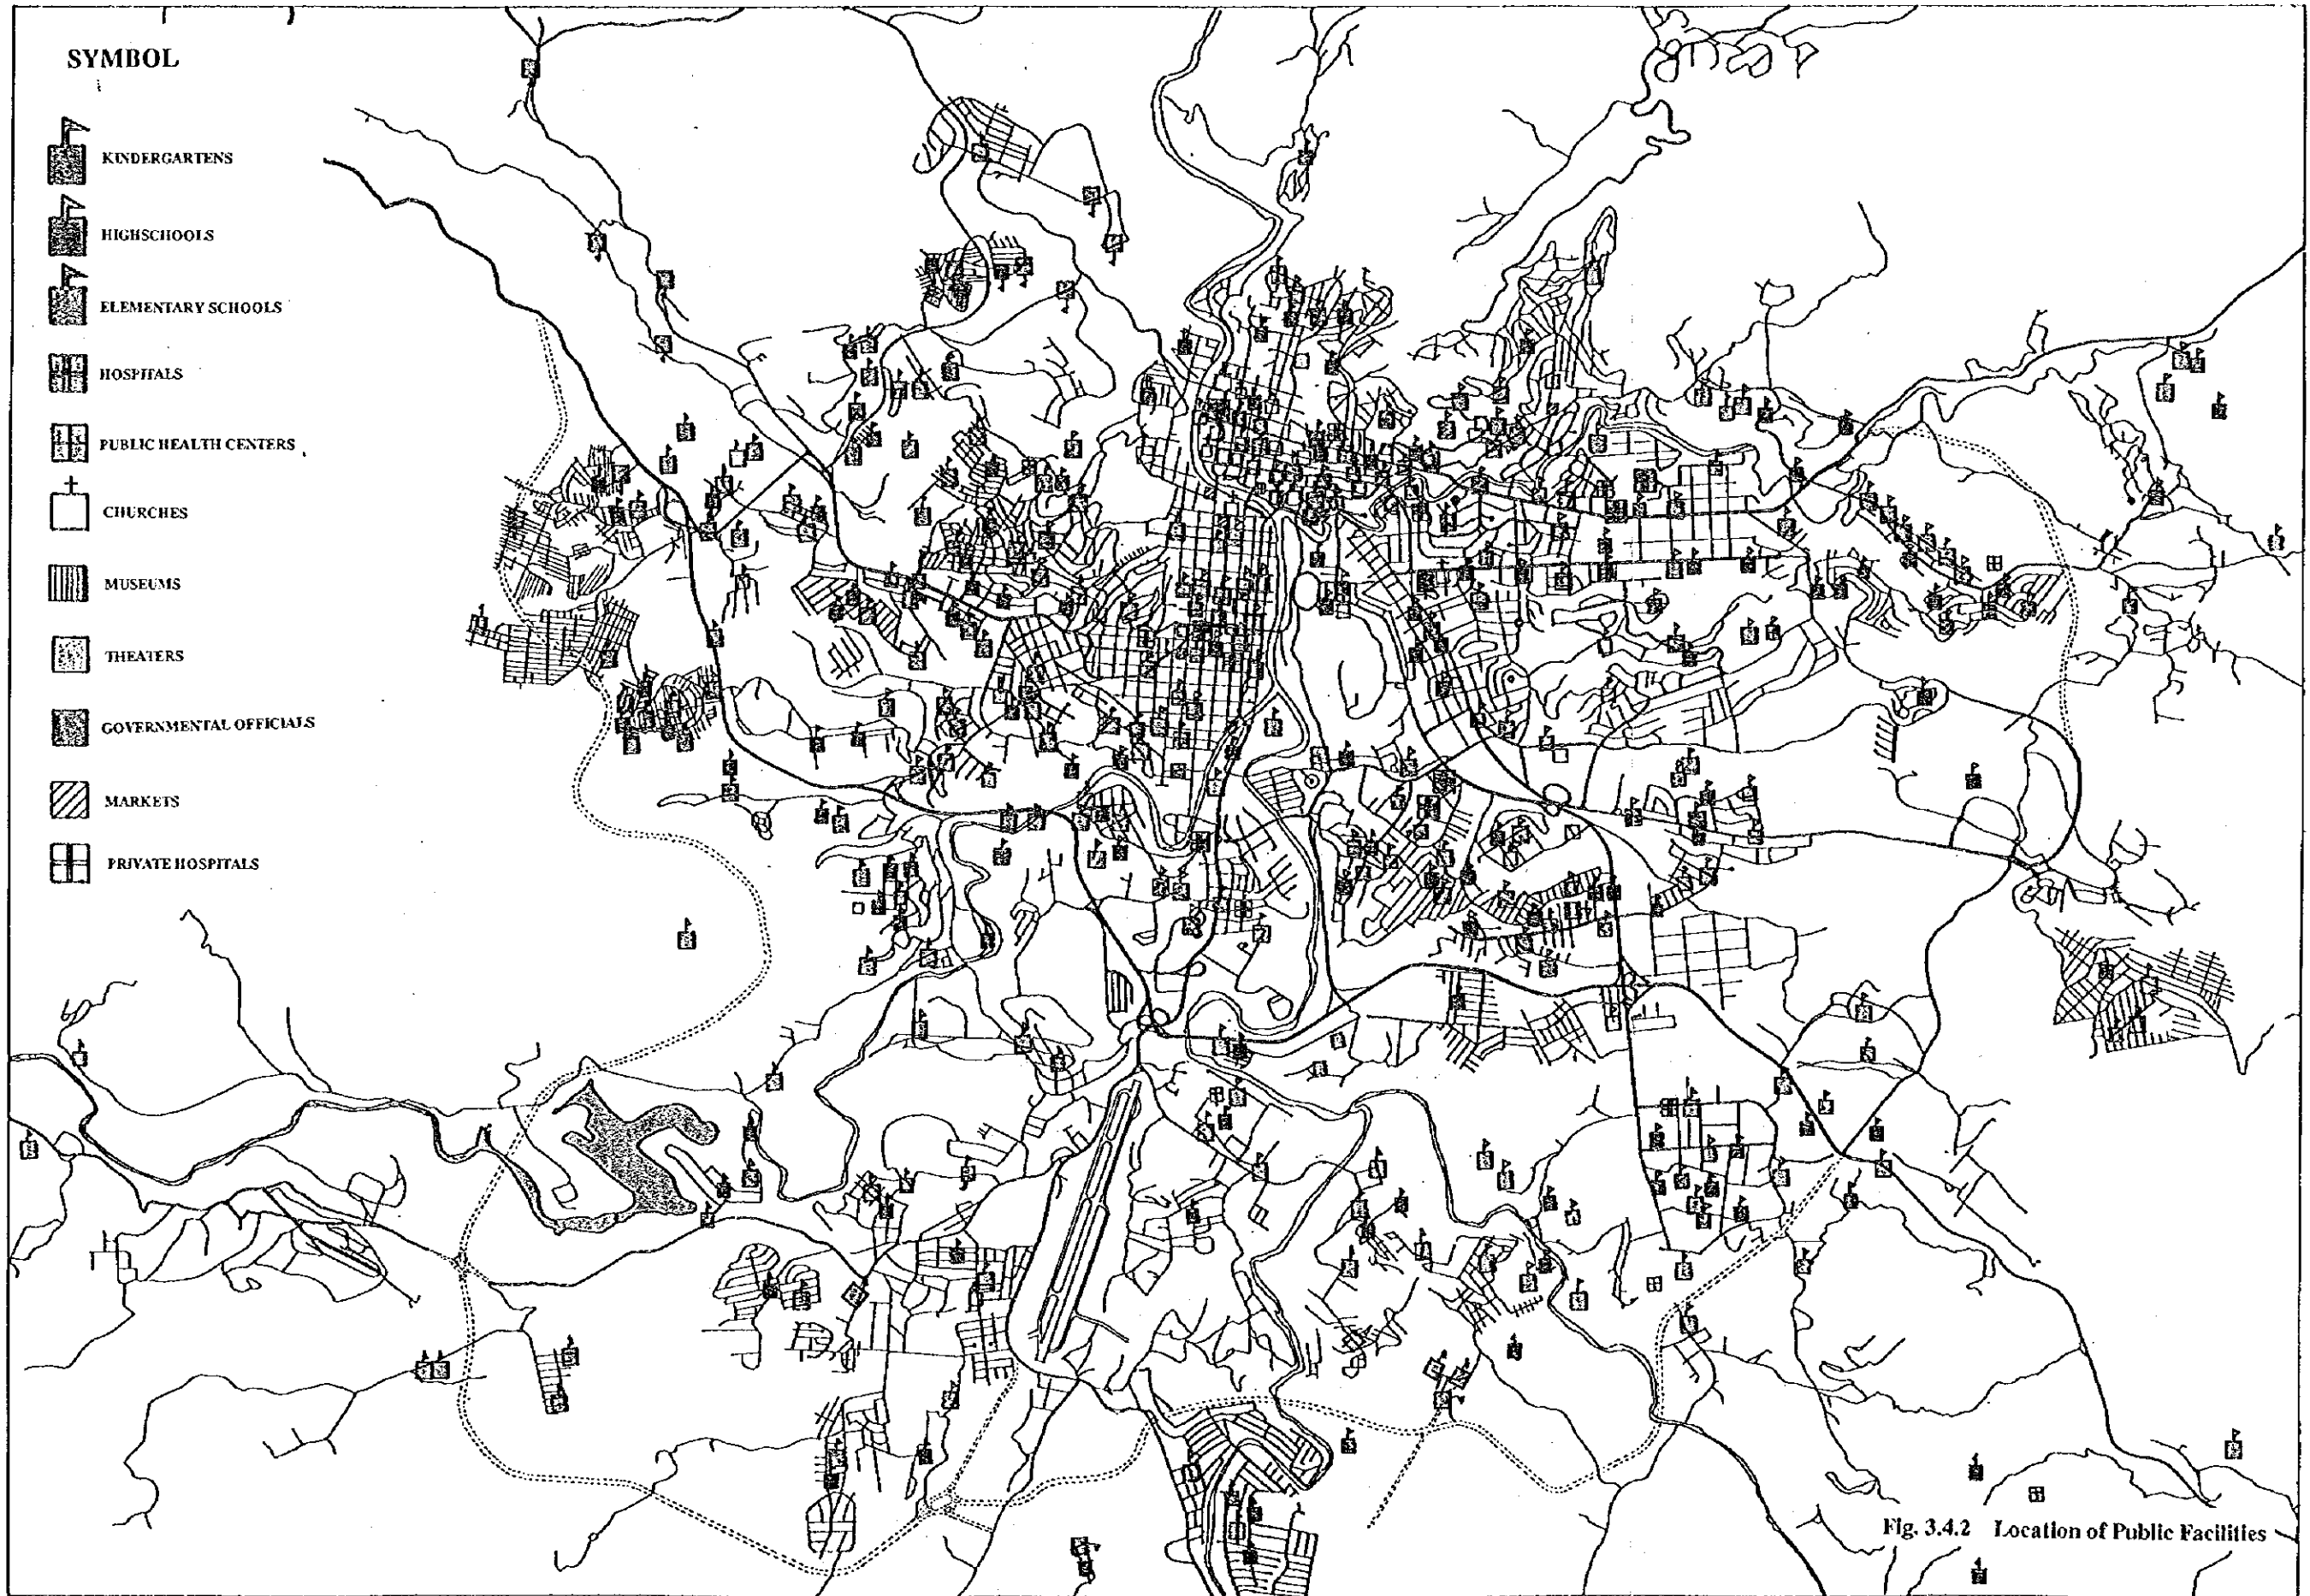 SYMBOL
KINDERGARTENS
HIGHSCHOOLS
ELEMENTARY SCHOOLS
HOSPITALS
PUBLIC HEALTH CENTERS
CHURCHES
MUSEUMS
THEATERS
GOVERNMENTAL OFFICIALS
MARKETS
PRIVATE HOSPITALS
Fig. 3.4.2 Location of Public Facilities